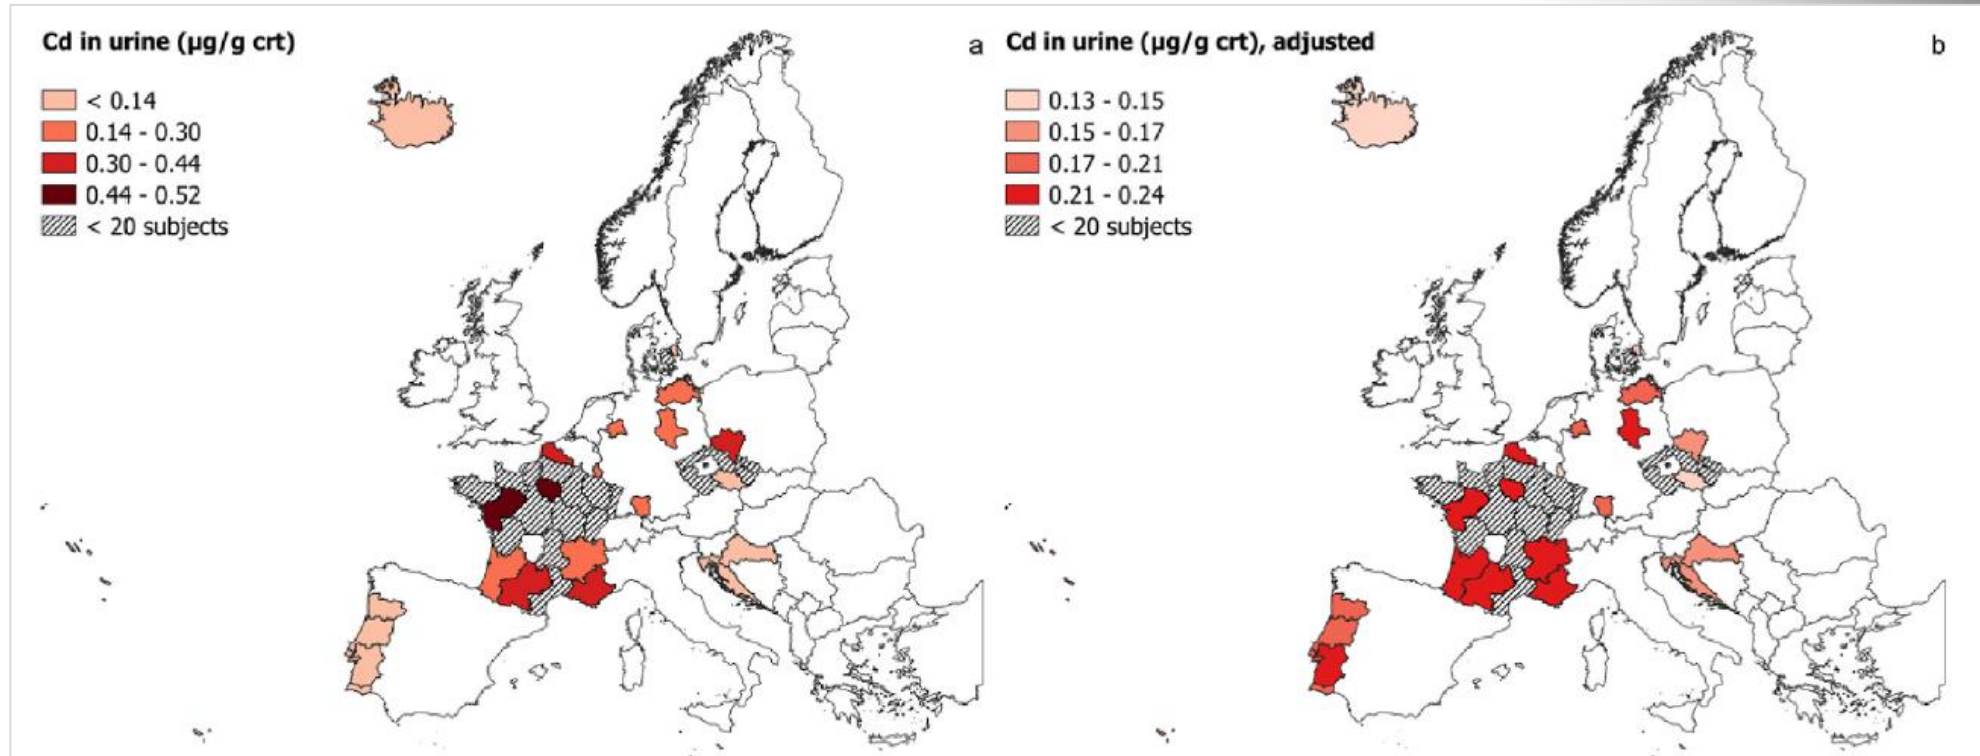 Cd in urine (µg/g crt)
< 0.14
0.14 - 0.30
0.30 - 0.44
0.44 - 0.52
< 20 subjects
a
Cd in urine (µg/g crt), adjusted
0.13 - 0.15
0.15 - 0.17
0.17 - 0.21
0.21 - 0.24
< 20 subjects
b